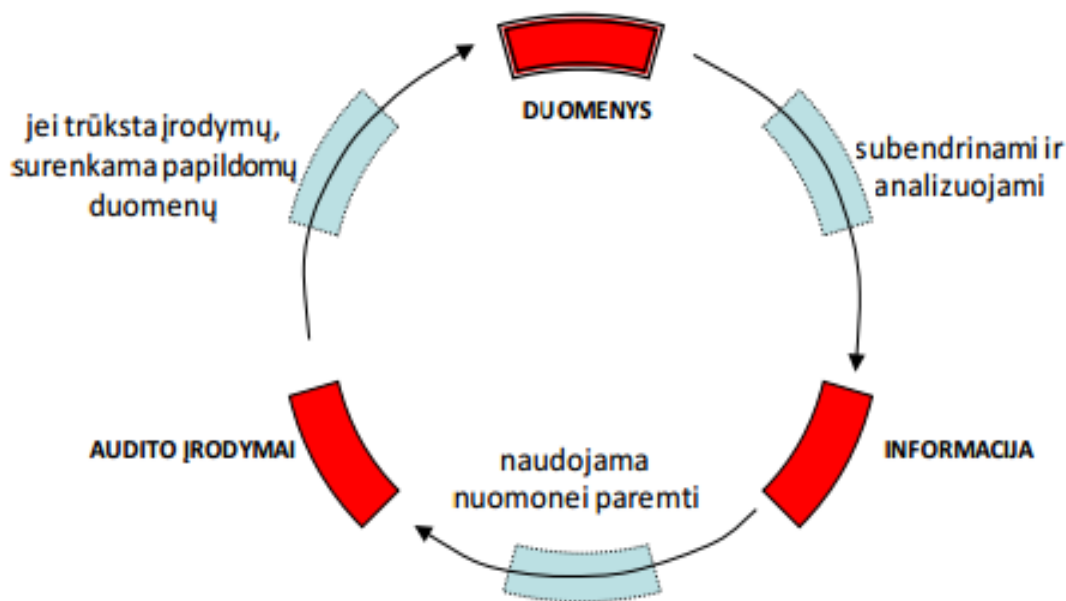 DUOMENYS
subendrinami ir
analizuojami
INFORMACIJA
naudojama
nuomonei paremti
AUDITO ĮRODYMAI
jei trūksta įrodymų,
surenkama papildomų
duomenų